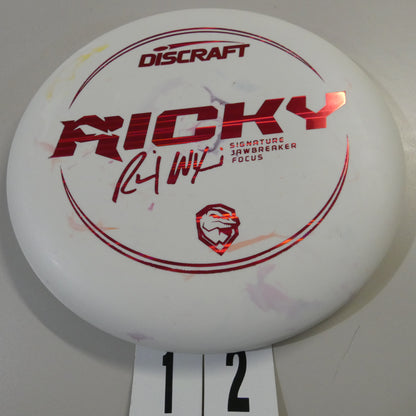 DISCRAFT
RICKY
SIGNATURE
JAWBREAKER
FOCUS
1 2